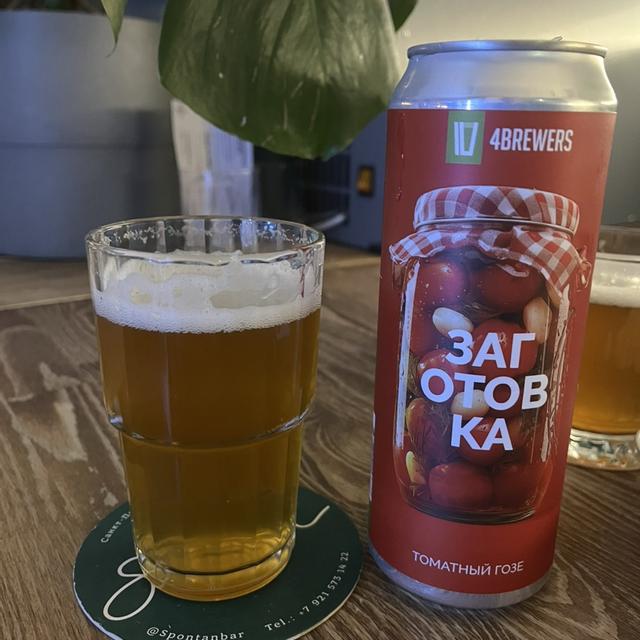 4BREWERS
ЗАГ
ОТОВ
КА
ТОМАТНЫЙ ГОЗЕ
@Spontanbar Tel.: +7 921 573 14 22